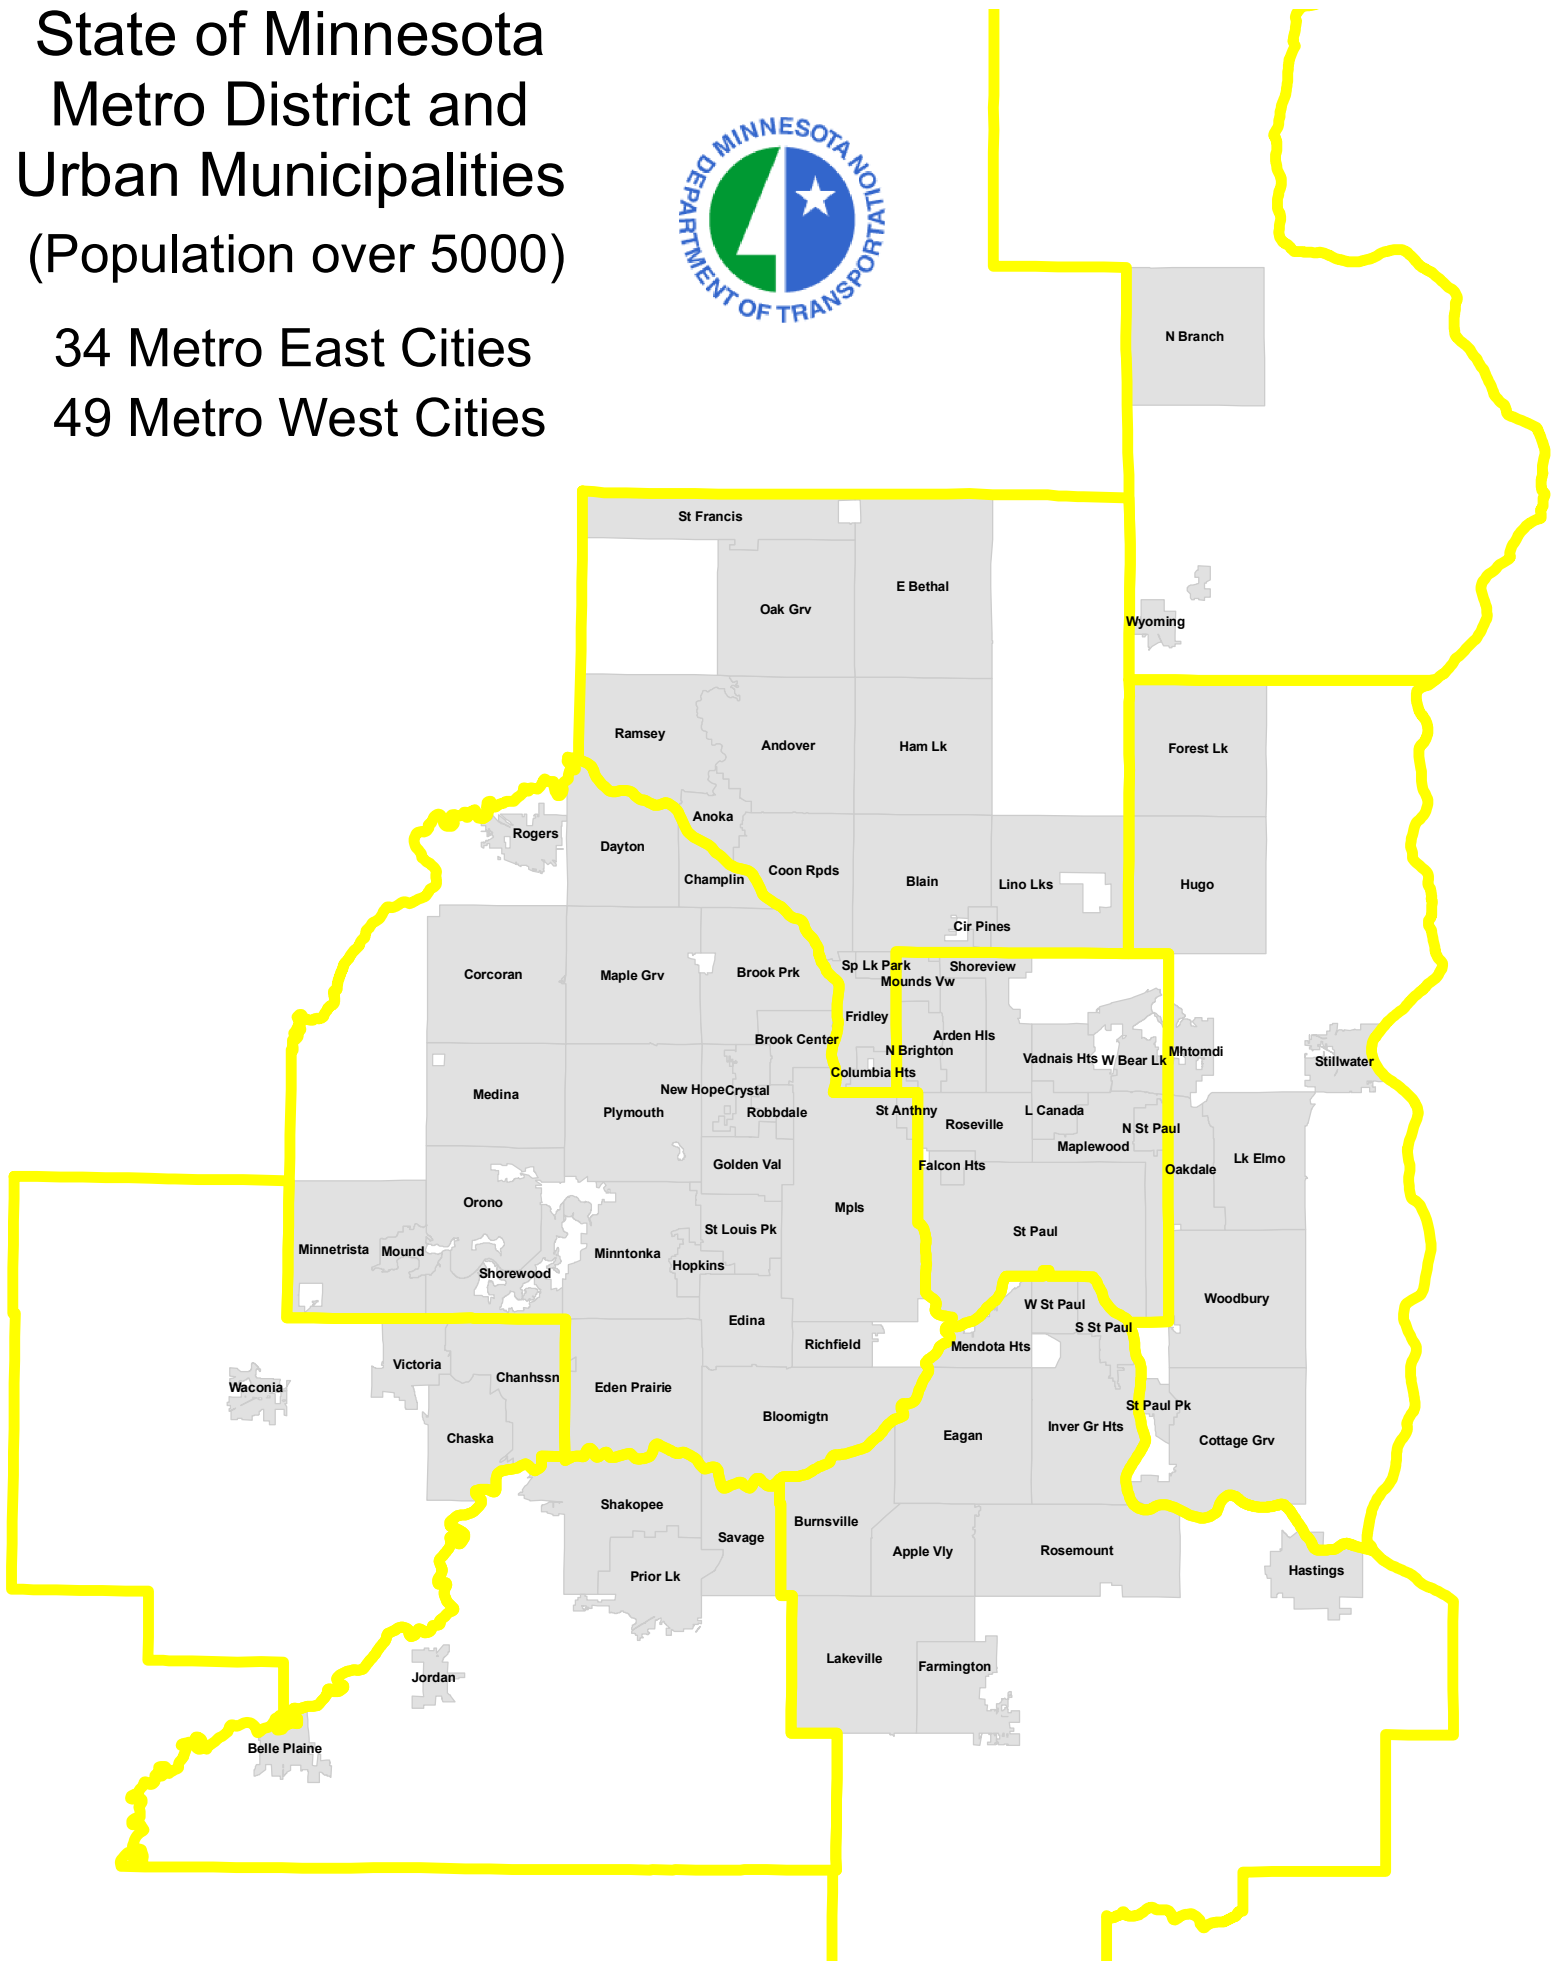 State of Minnesota
Metro District and
Urban Municipalities
(Population over 5000)
34 Metro East Cities
49 Metro West Cities
MINNESOTA DEPARTMENT OF TRANSPORTATION
N Branch
St Francis
E Bethal
Oak Grv
Wyoming
Ramsey
Andover
Ham Lk
Forest Lk
Anoka
Rogers
Dayton
Coon Rpds
Champlin
Blain
Lino Lks
Hugo
Cir Pines
Corcoran
Maple Grv
Brook Prk
Sp Lk Park
Shoreview
Mounds Vw
Fridley
Brook Center
Arden Hls
N Brighton
Vadnais Hts
W Bear Lk
Mhtomdi
Stillwater
Columbia Hts
Medina
New Hope
Crystal
Plymouth
Robbdale
St Anthny
L Canada
Roseville
N St Paul
Maplewood
Golden Val
Falcon Hts
Oakdale
Lk Elmo
Orono
Mpls
St Louis Pk
St Paul
Minnetrista
Mound
Minntonka
Hopkins
Shorewood
Woodbury
W St Paul
Edina
S St Paul
Richfield
Mendota Hts
Victoria
Chanhssn
Waconia
Eden Prairie
St Paul Pk
Bloomigtn
Inver Gr Hts
Chaska
Eagan
Cottage Grv
Shakopee
Burnsville
Savage
Apple Vly
Rosemount
Prior Lk
Hastings
Lakeville
Farmington
Jordan
Belle Plaine